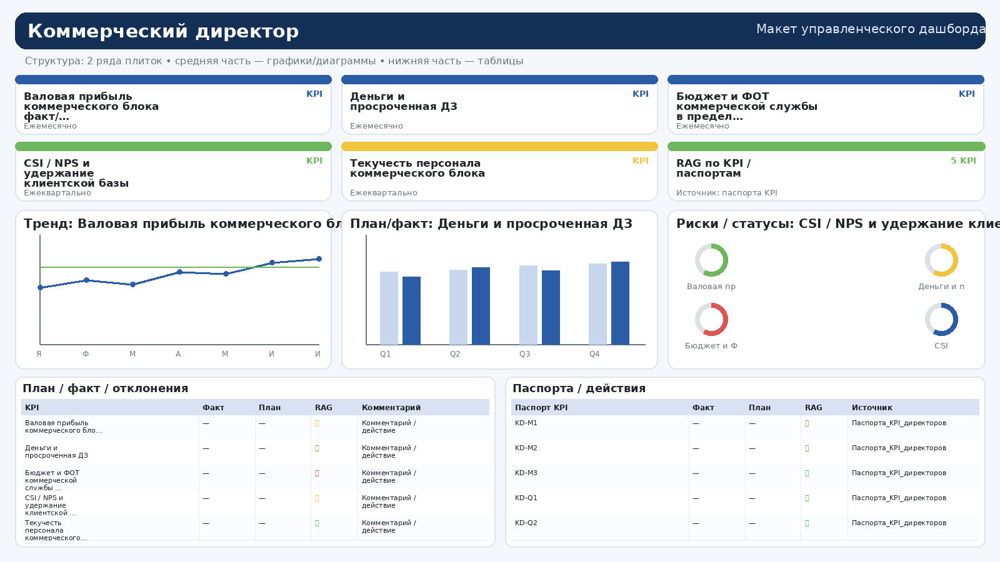 Коммерческий директор
Макет управленческого дашборда
Структура: 2 ряда плиток • средняя часть — графики/диаграммы • нижняя часть — таблицы
Валовая прибыль
коммерческого блока
факт/...
KPI
Ежемесячно
Деньги и
просроченная ДЗ
KPI
Ежемесячно
Бюджет и ФОТ
коммерческой службы
в предел...
KPI
Ежемесячно
CSI / NPS и
удержание
клиентской базы
KPI
Ежеквартально
Текучесть персонала
коммерческого блока
KPI
Ежеквартально
RAG по KPI /
паспортам
5 KPI
Источник: паспорта KPI
Тренд: Валовая прибыль коммерческого бл
Я Ф М А М И И
План/факт: Деньги и просроченная ДЗ
Q1 Q2 Q3 Q4
Риски / статусы: CSI / NPS и удержание клие
Валовая пр
Деньги и п
Бюджет и Ф
CSI
План / факт / отклонения
KPI Факт План RAG Комментарий
Валовая прибыль
коммерческого бло...
— —
Комментарий /
действие
Деньги и
просроченная ДЗ
— —
Комментарий /
действие
Бюджет и ФОТ
коммерческой
службы ...
— —
Комментарий /
действие
CSI / NPS и
удержание
клиентской ...
— —
Комментарий /
действие
Текучесть
персонала
коммерческого...
— —
Комментарий /
действие
Паспорта / действия
Паспорт KPI Факт План RAG Источник
KD-M1 — — Паспорта_KPI_директоров
KD-M2 — — Паспорта_KPI_директоров
KD-M3 — — Паспорта_KPI_директоров
KD-Q1 — — Паспорта_KPI_директоров
KD-Q2 — — Паспорта_KPI_директоров